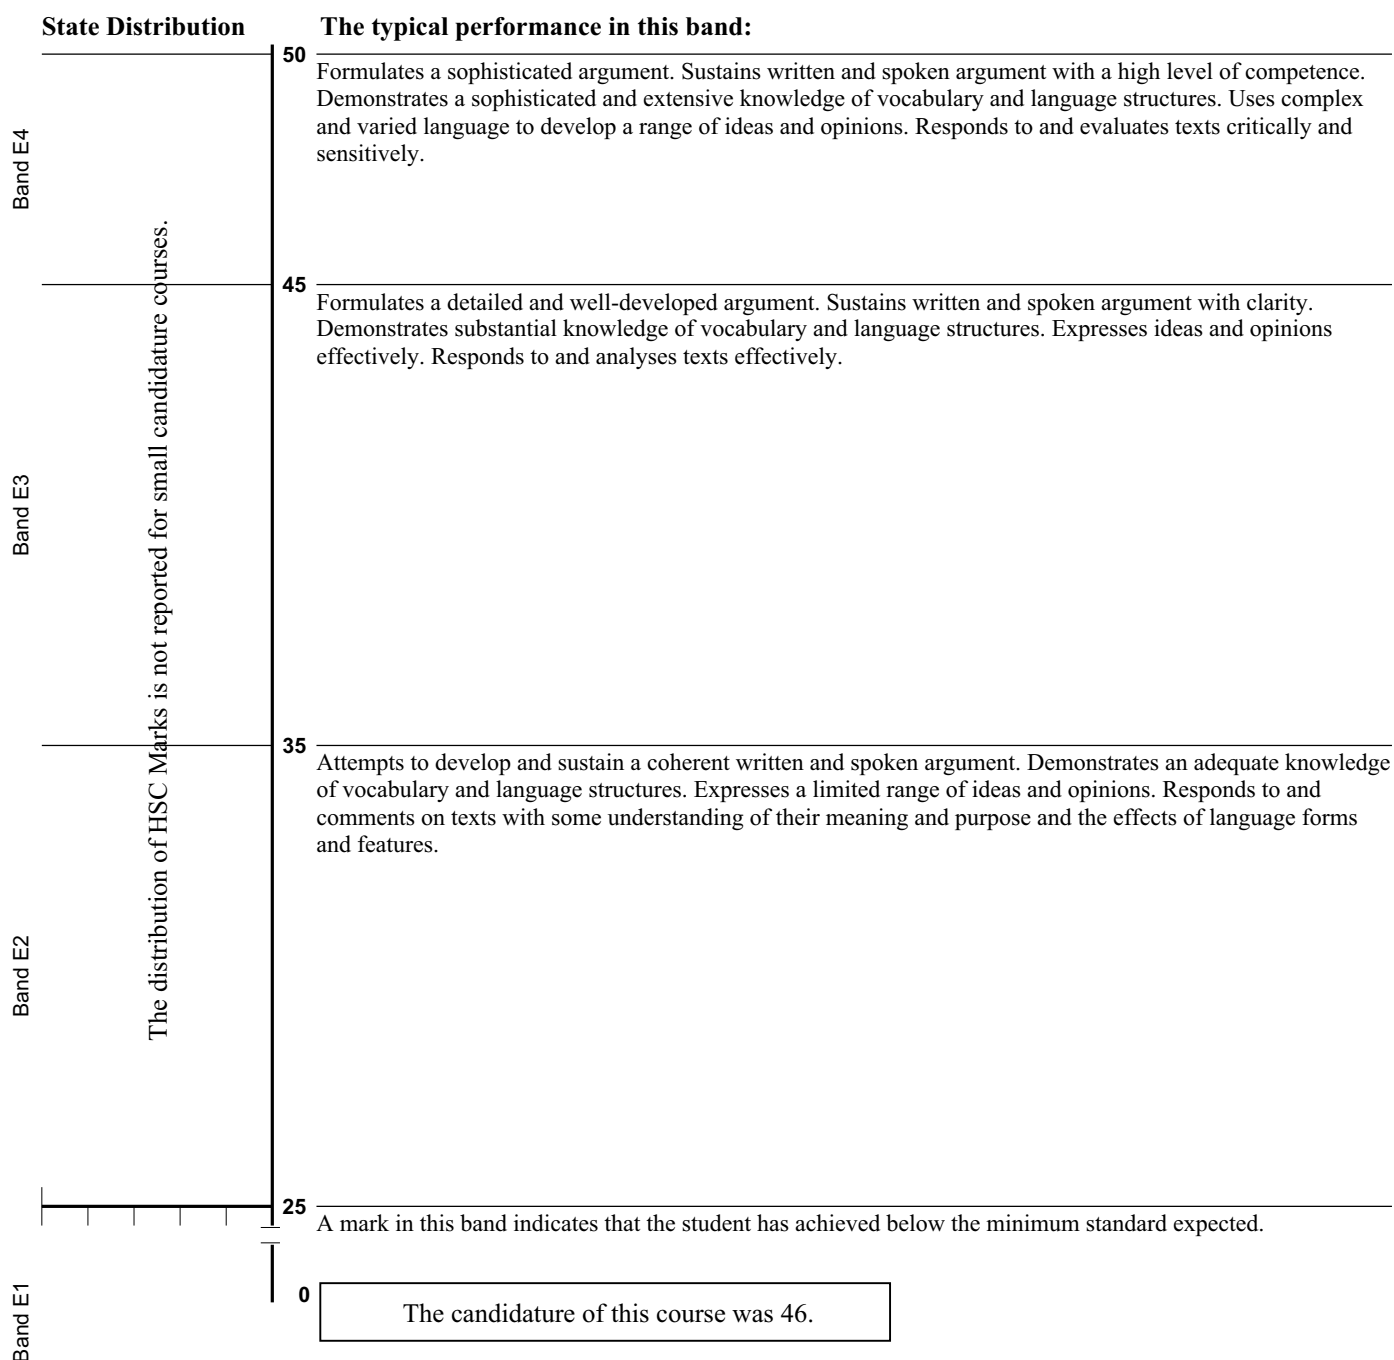 State Distribution
The typical performance in this band:
50
Formulates a sophisticated argument. Sustains written and spoken argument with a high level of competence.
Demonstrates a sophisticated and extensive knowledge of vocabulary and language structures. Uses complex
and varied language to develop a range of ideas and opinions. Responds to and evaluates texts critically and
sensitively.
Band E4
45
Formulates a detailed and well-developed argument. Sustains written and spoken argument with clarity.
Demonstrates substantial knowledge of vocabulary and language structures. Expresses ideas and opinions
effectively. Responds to and analyses texts effectively.
Band E3
The distribution of HSC Marks is not reported for small candidature courses.
35
Attempts to develop and sustain a coherent written and spoken argument. Demonstrates an adequate knowledge
of vocabulary and language structures. Expresses a limited range of ideas and opinions. Responds to and
comments on texts with some understanding of their meaning and purpose and the effects of language forms
and features.
Band E2
25
A mark in this band indicates that the student has achieved below the minimum standard expected.
0
Band E1
The candidature of this course was 46.